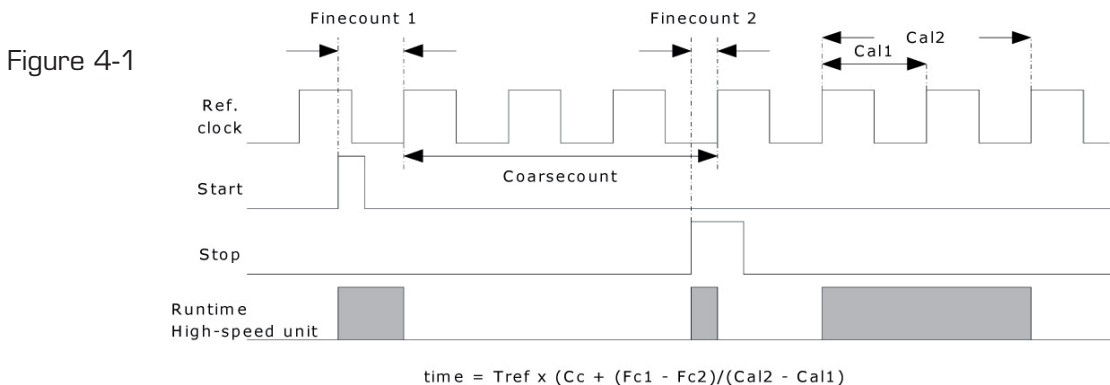 Finecount 1
Finecount 2
Figure 4-1
Cal2
Cal1
Ref.
clock
Coarsecount
Start
Stop
Runtime
High-speed unit
time = Tref x (Cc + (Fc1 - Fc2)/(Cal2 - Cal1)